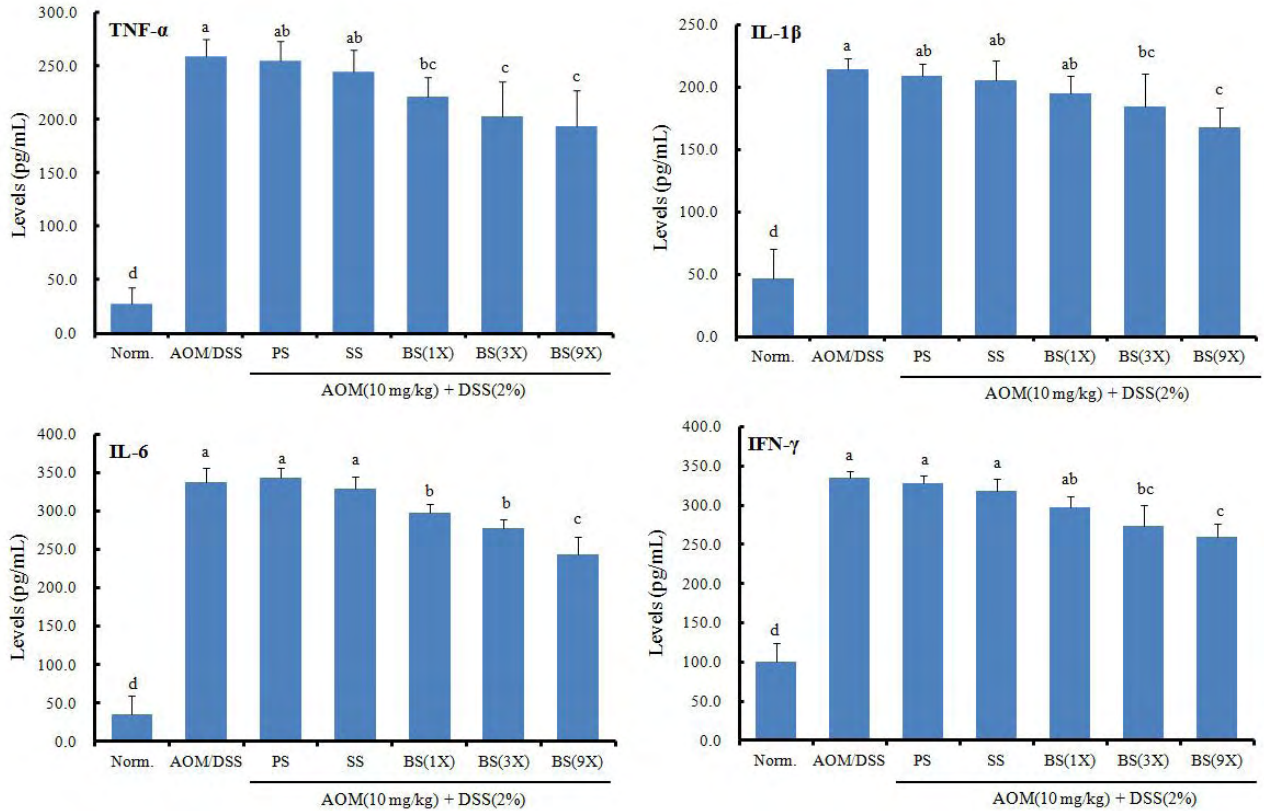 TNF-α
Levels (pg/mL)
300.0
250.0
200.0
150.0
100.0
50.0
0.0
d
a
ab
ab
bc
c
c
Norm. AOM/DSS PS SS BS(1X) BS(3X) BS(9X)
AOM(10 mg/kg) + DSS(2%)
IL-1β
Levels (pg/mL)
250.0
200.0
150.0
100.0
50.0
0.0
d
a
ab
ab
ab
bc
c
Norm. AOM/DSS PS SS BS(1X) BS(3X) BS(9X)
AOM(10 mg/kg) + DSS(2%)
IL-6
Levels (pg/mL)
400.0
350.0
300.0
250.0
200.0
150.0
100.0
50.0
0.0
d
a
a
a
b
b
c
Norm. AOM/DSS PS SS BS(1X) BS(3X) BS(9X)
AOM(10 mg/kg) + DSS(2%)
IFN-γ
Levels (pg/mL)
400.0
350.0
300.0
250.0
200.0
150.0
100.0
50.0
0.0
d
a
a
a
ab
bc
c
Norm. AOM/DSS PS SS BS(1X) BS(3X) BS(9X)
AOM(10 mg/kg) + DSS(2%)